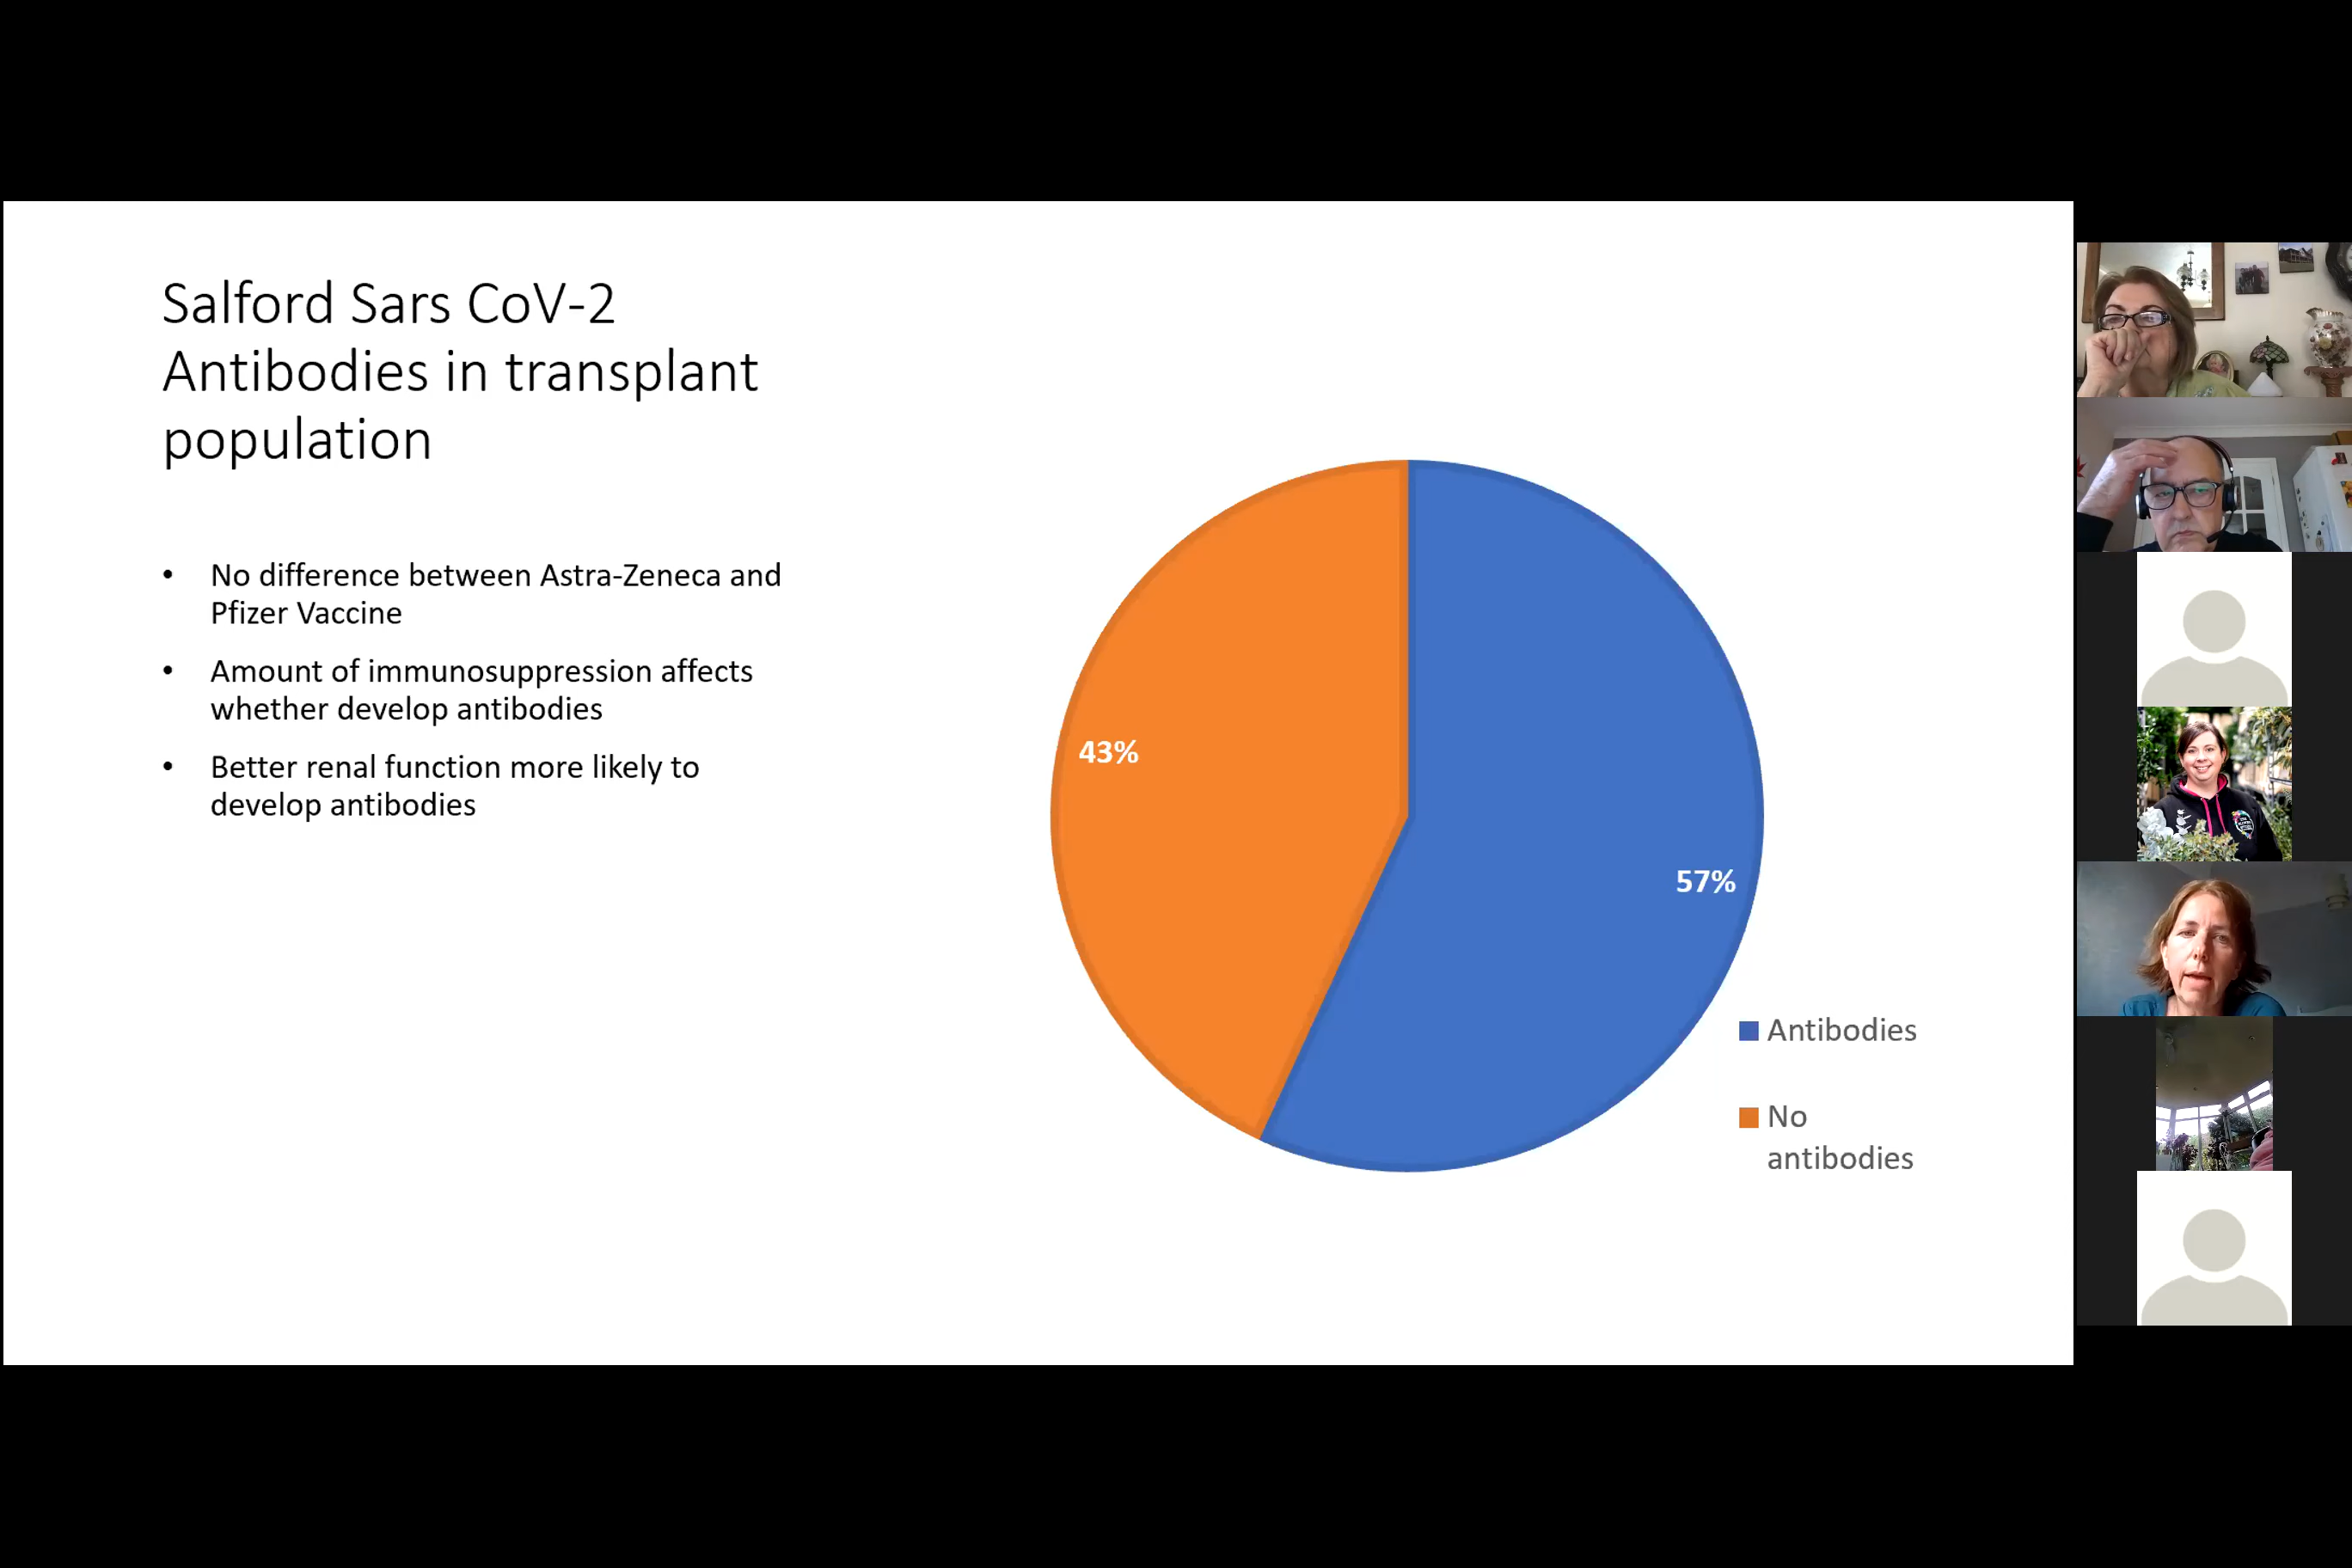 Salford Sars CoV-2
Antibodies in transplant
population
• No difference between Astra-Zeneca and
Pfizer Vaccine
• Amount of immunosuppression affects
whether develop antibodies
• Better renal function more likely to
develop antibodies
43%
57%
Antibodies
No
antibodies